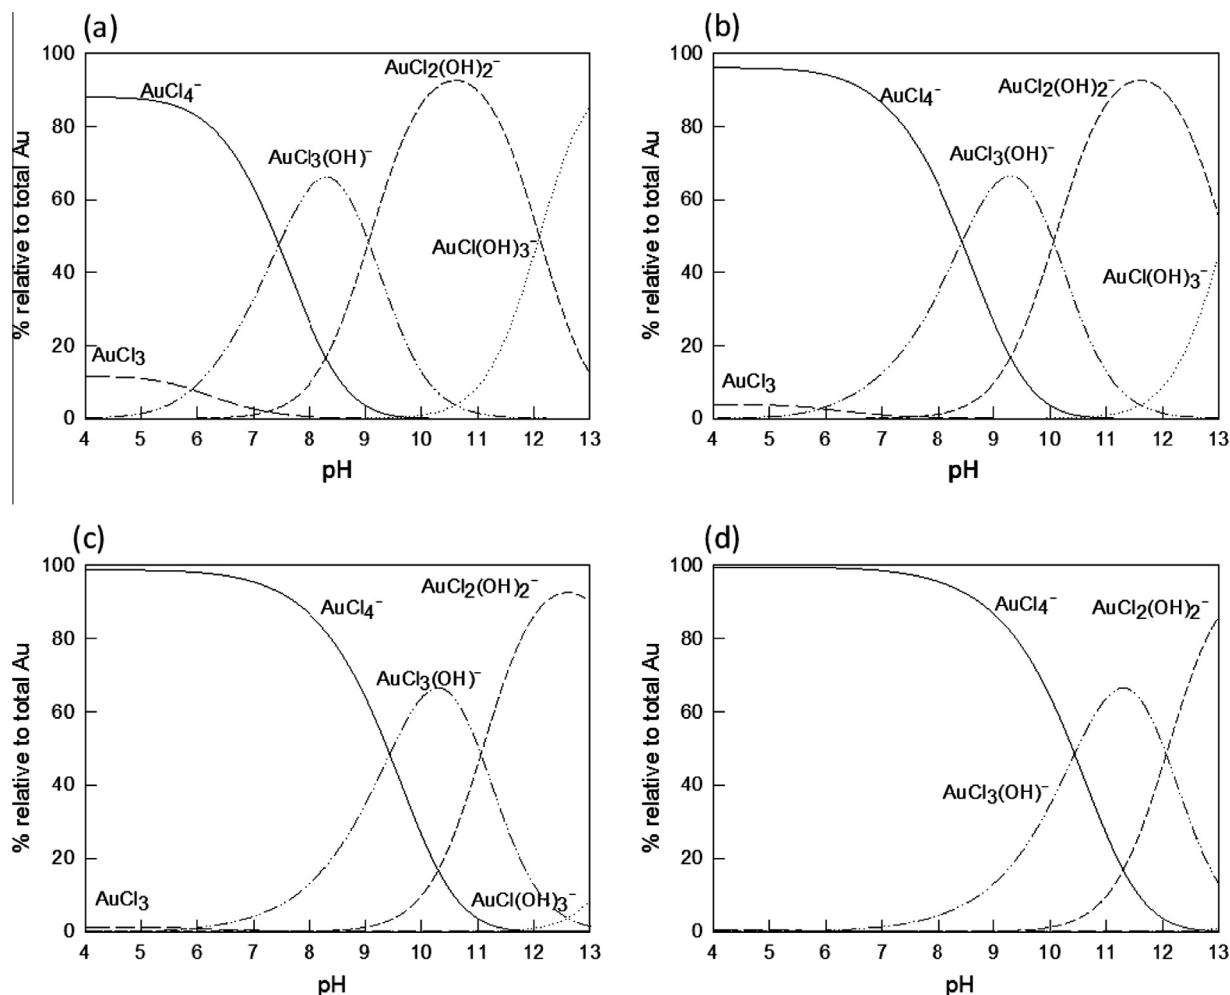 (a)
100
80
60
40
20
0
% relative to total Au
AuCl4−
AuCl3(OH)−
AuCl2(OH)2−
AuCl(OH)3−
AuCl3
4 5 6 7 8 9 10 11 12 13
pH
(b)
100
80
60
40
20
0
% relative to total Au
AuCl4−
AuCl3(OH)−
AuCl2(OH)2−
AuCl(OH)3−
AuCl3
4 5 6 7 8 9 10 11 12 13
pH
(c)
100
80
60
40
20
0
% relative to total Au
AuCl4−
AuCl3(OH)−
AuCl2(OH)2−
AuCl(OH)3−
AuCl3
4 5 6 7 8 9 10 11 12 13
pH
(d)
100
80
60
40
20
0
% relative to total Au
AuCl4−
AuCl2(OH)2−
AuCl3(OH)−
4 5 6 7 8 9 10 11 12 13
pH